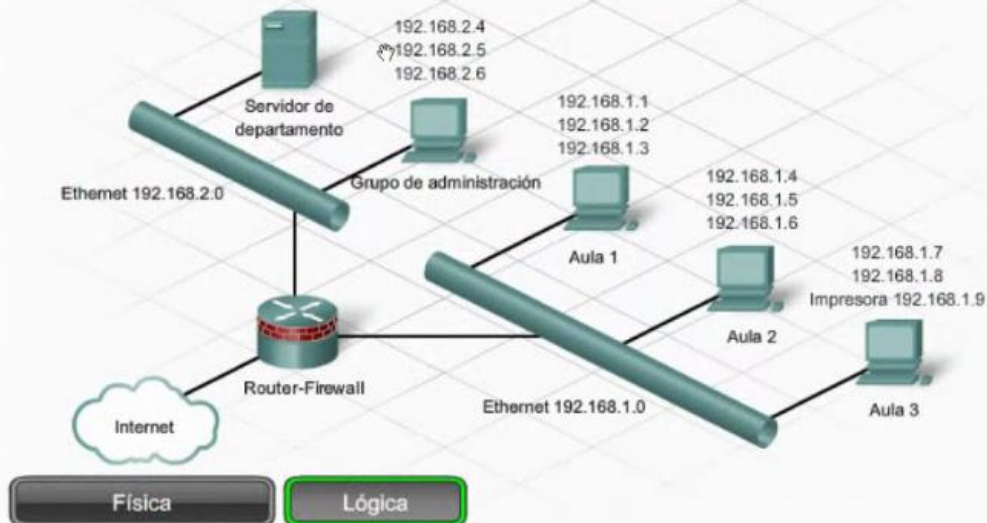 192.168.2.4
192.168.2.5
192.168.2.6
Servidor de
departamento
192.168.1.1
192.168.1.2
192.168.1.3
Ethernet 192.168.2.0
Grupo de administración
192.168.1.4
192.168.1.5
192.168.1.6
Aula 1
192.168.1.7
192.168.1.8
Impresora 192.168.1.9
Aula 2
Router-Firewall
Ethernet 192.168.1.0
Aula 3
Internet
Física
Lógica